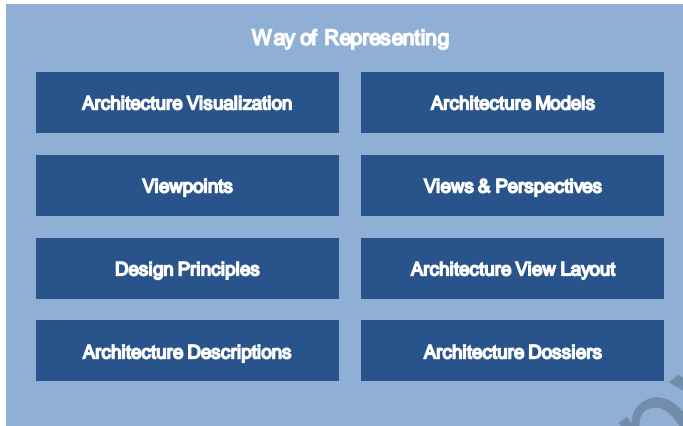 Way of Representing
Architecture Visualization
Architecture Models
Viewpoints
Views & Perspectives
Design Principles
Architecture View Layout
Architecture Descriptions
Architecture Dossiers